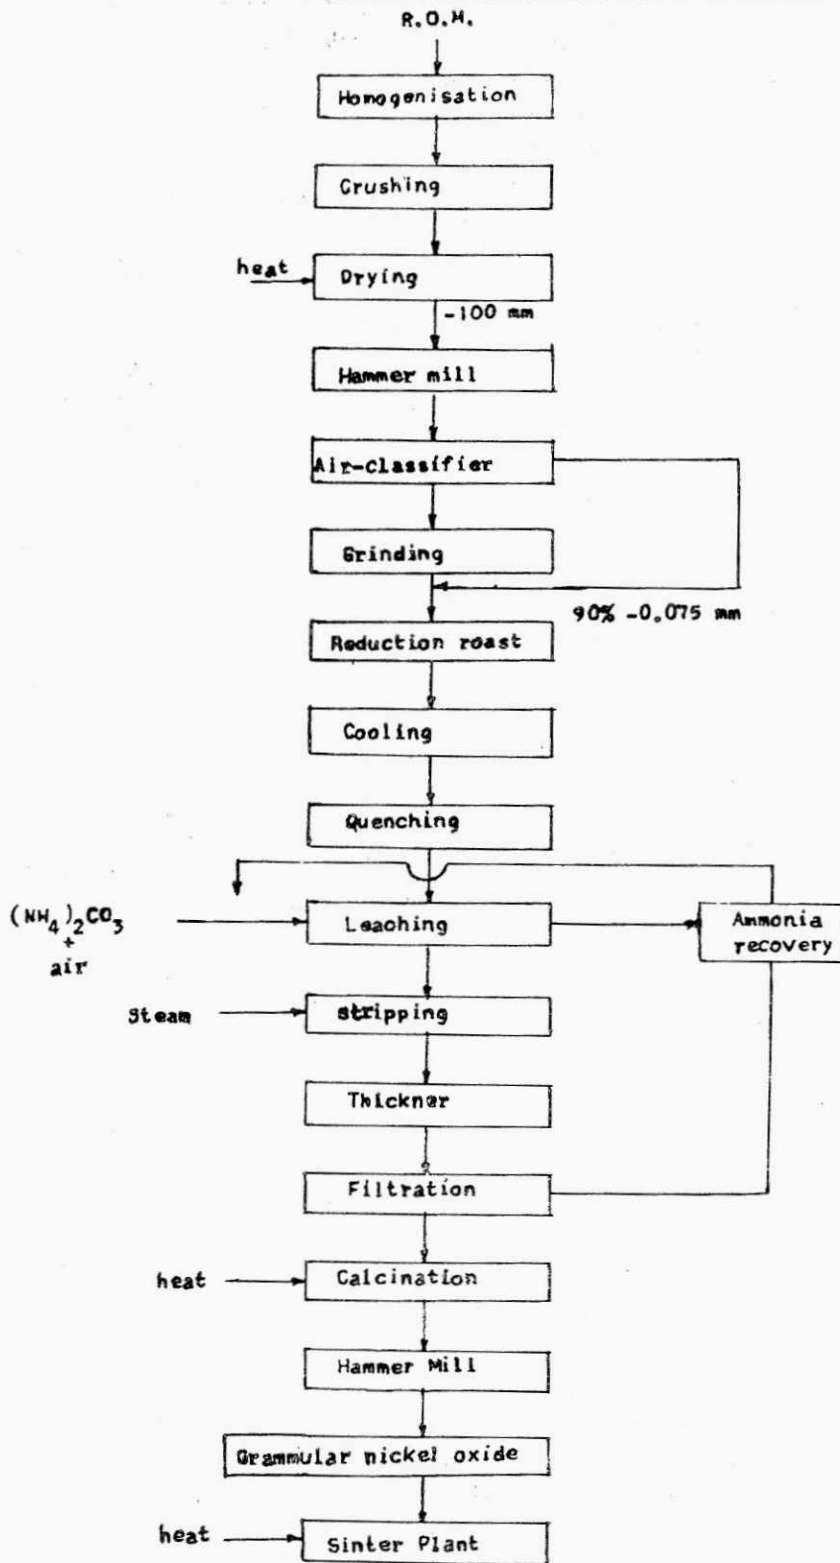 R.O.M.
Homogenisation
Crushing
heat
Drying
-100 mm
Hammer mill
Air-classifier
Grinding
90% -0.075 mm
Reduction roast
Cooling
Quenching
(NH4)2CO3
+
air
Leaching
Ammonia
recovery
Steam
stripping
Thickner
Filtration
heat
Calcination
Hammer Mill
Grammular nickel oxide
heat
Sinter Plant